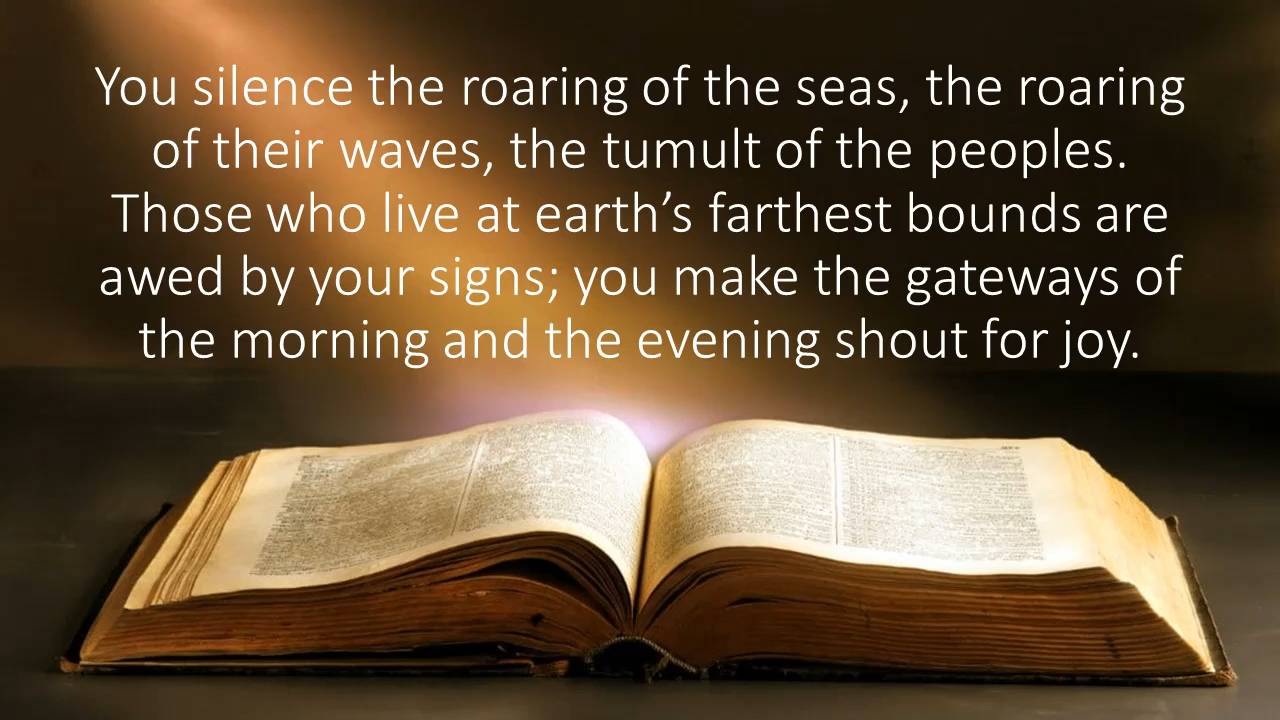 You silence the roaring of the seas, the roaring
of their waves, the tumult of the peoples.
Those who live at earth’s farthest bounds are
awed by your signs; you make the gateways of
the morning and the evening shout for joy.